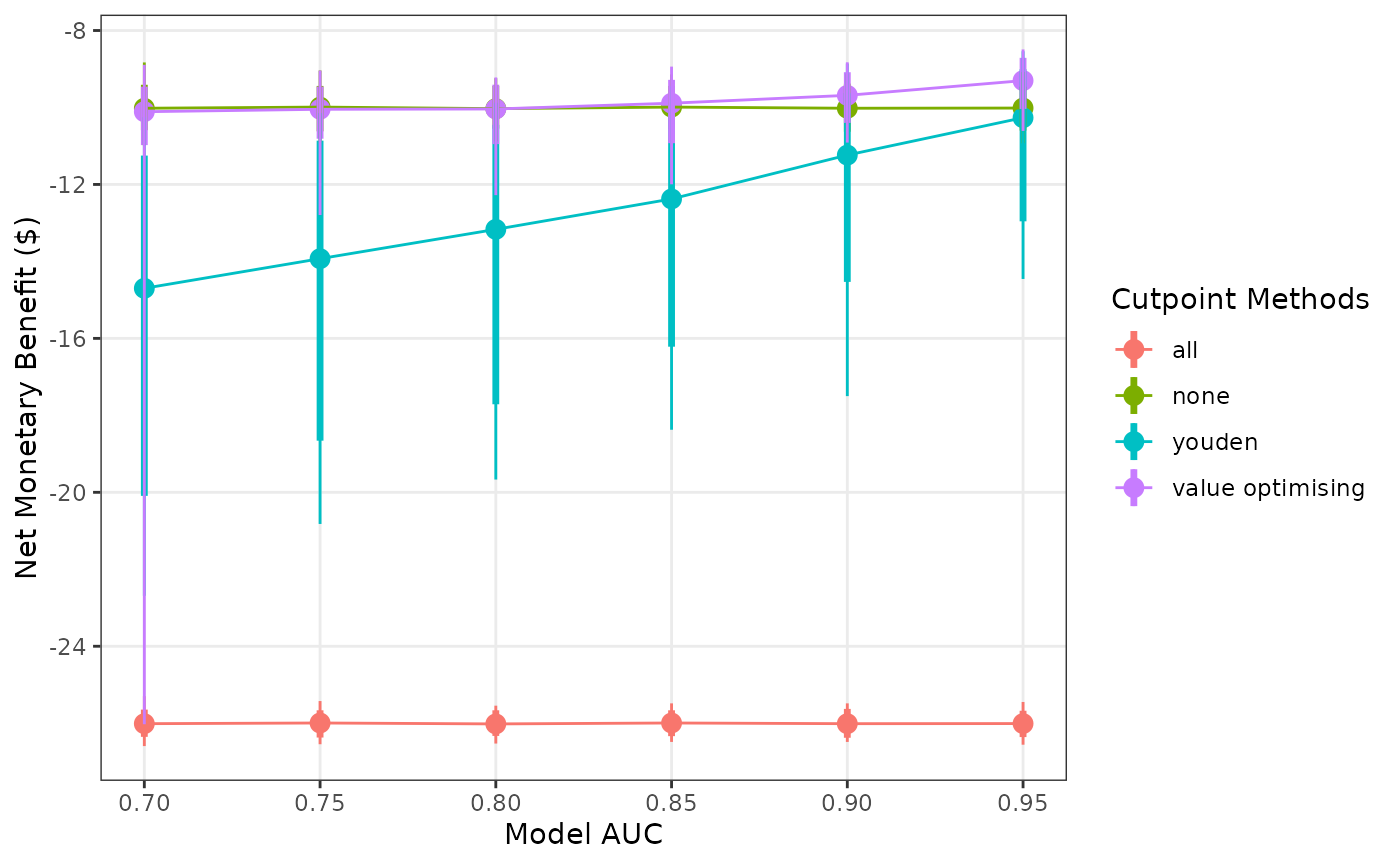 Net Monetary Benefit ($)
-8
-12
-16
-20
-24
0.70 0.75 0.80 0.85 0.90 0.95
Model AUC
Cutpoint Methods
all
none
youden
value optimising